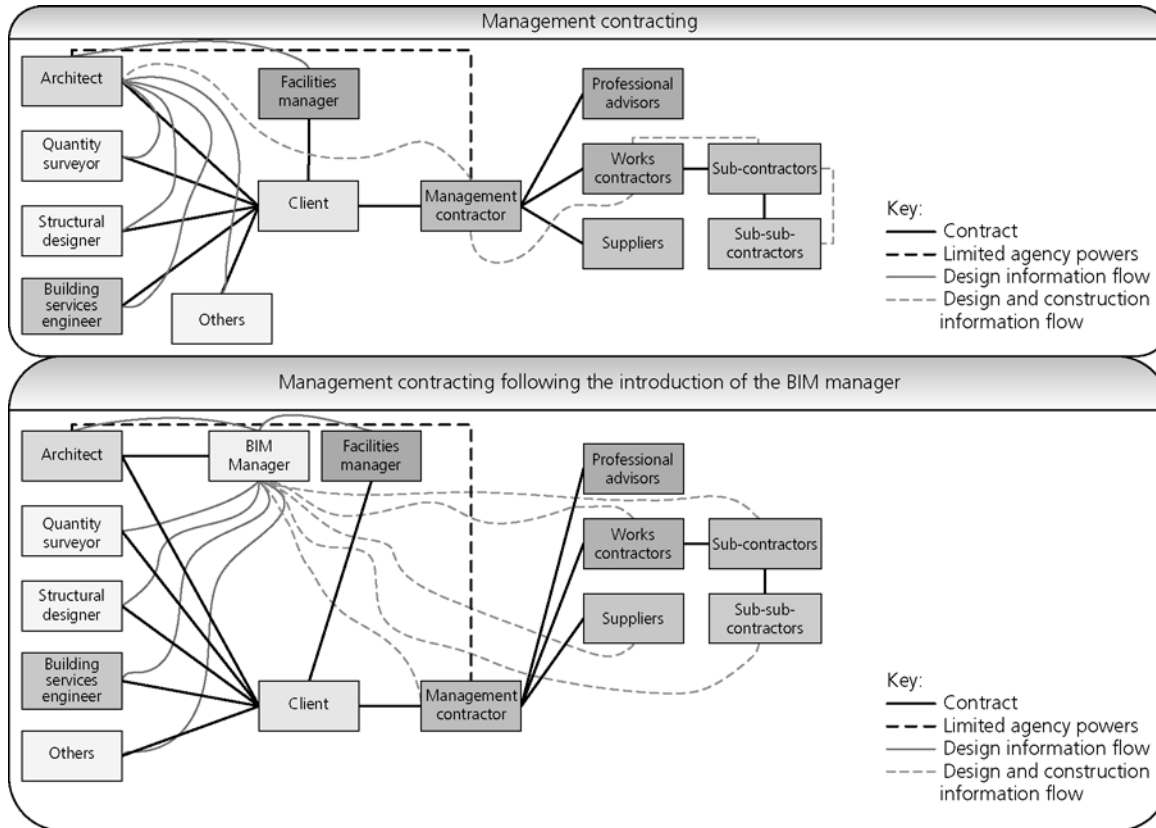 Management contracting
Architect
Facilities
manager
Professional
advisors
Quantity
surveyor
Works
contractors
Sub-contractors
Client
Management
contractor
Structural
designer
Suppliers
Sub-sub-
contractors
Building
services
engineer
Others
Key:
Contract
Limited agency powers
Design information flow
Design and construction
information flow
Management contracting following the introduction of the BIM manager
Architect
BIM
Manager
Facilities
manager
Professional
advisors
Quantity
surveyor
Works
contractors
Sub-contractors
Structural
designer
Suppliers
Sub-sub-
contractors
Building
services
engineer
Client
Management
contractor
Others
Key:
Contract
Limited agency powers
Design information flow
Design and construction
information flow